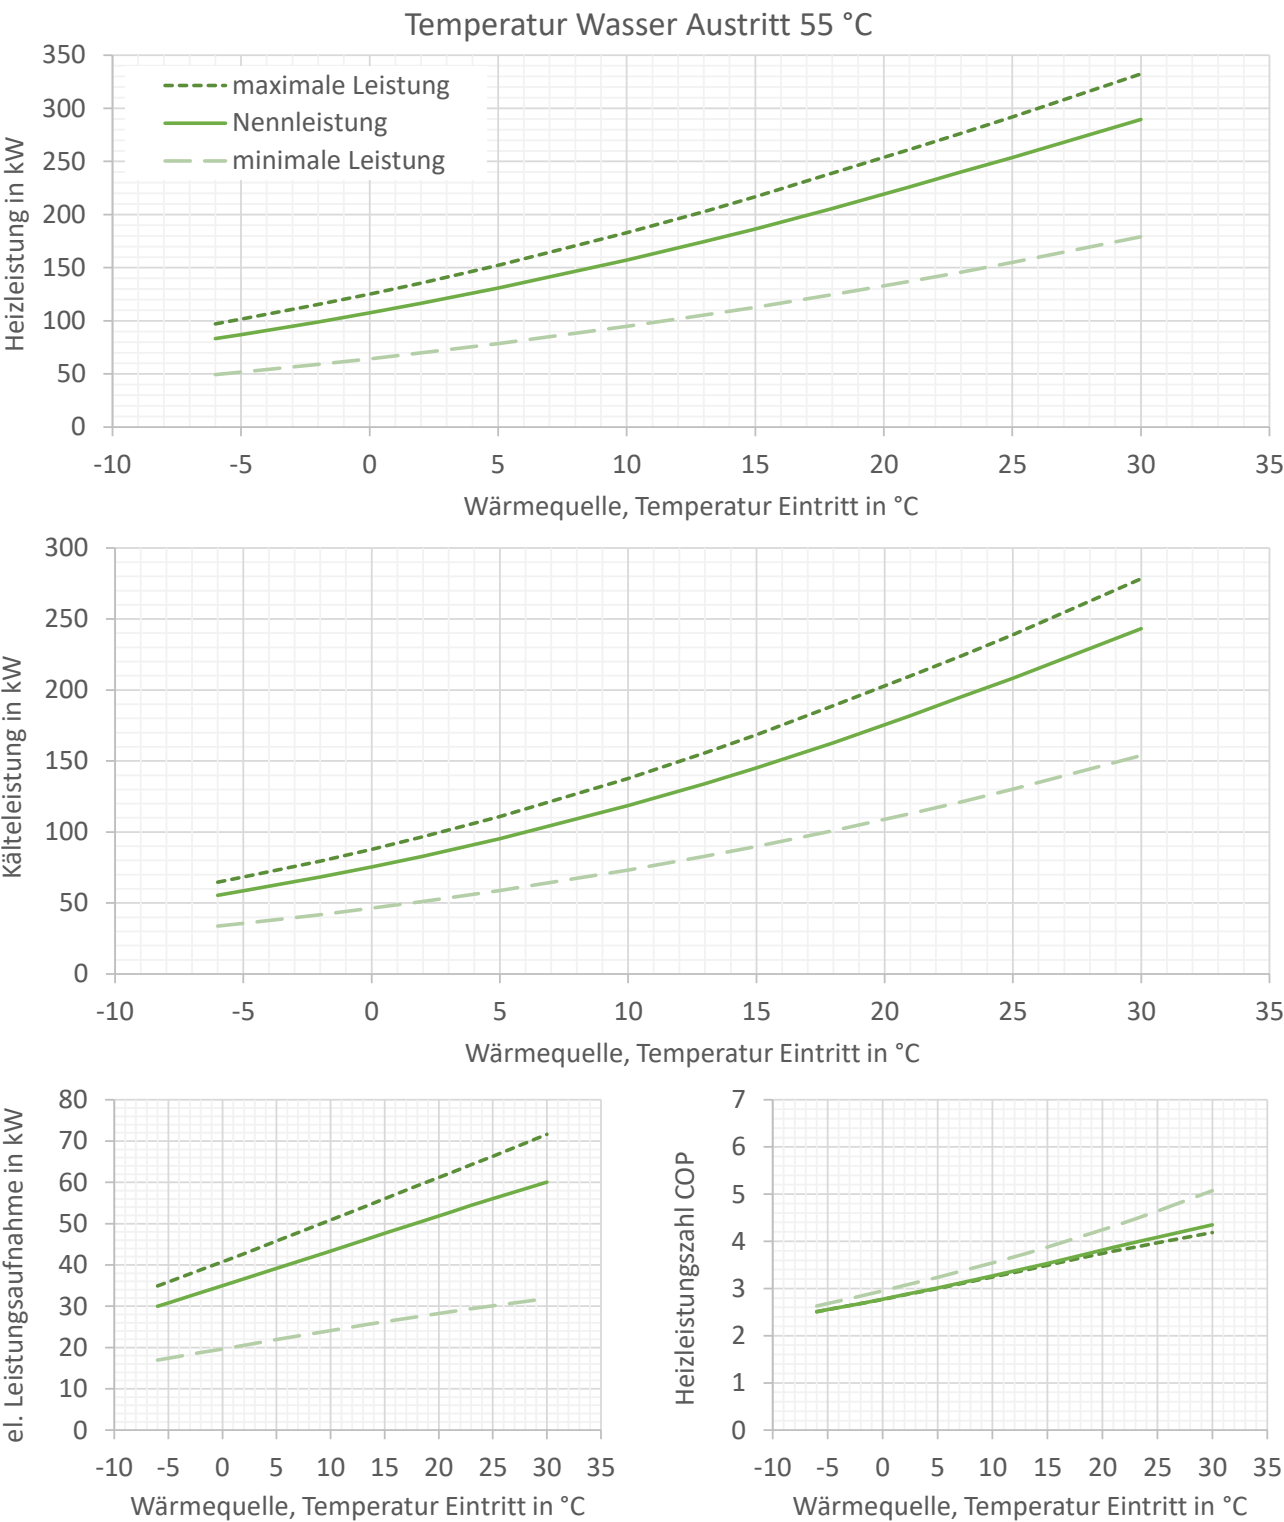 Temperatur Wasser Austritt 55 °C
Heizleistung in kW
350
300
250
200
150
100
50
0
maximale Leistung
Nennleistung
minimale Leistung
-10 -5 0 5 10 15 20 25 30 35
Wärmequelle, Temperatur Eintritt in °C
Kälteleistung in kW
300
250
200
150
100
50
0
-10 -5 0 5 10 15 20 25 30 35
Wärmequelle, Temperatur Eintritt in °C
el. Leistungsaufnahme in kW
80
70
60
50
40
30
20
10
0
-10 -5 0 5 10 15 20 25 30 35
Wärmequelle, Temperatur Eintritt in °C
Heizleistungszahl COP
7
6
5
4
3
2
1
0
-10 -5 0 5 10 15 20 25 30 35
Wärmequelle, Temperatur Eintritt in °C